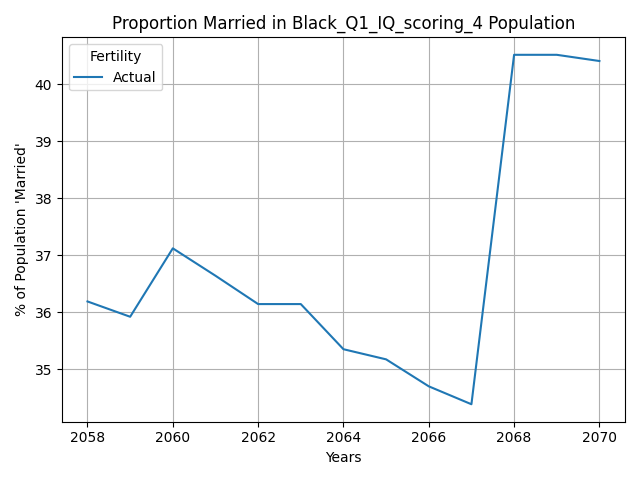 Proportion Married in Black_Q1_IQ_scoring_4 Population
Fertility
Actual
% of Population 'Married'
40
39
38
37
36
35
2058 2060 2062 2064 2066 2068 2070
Years